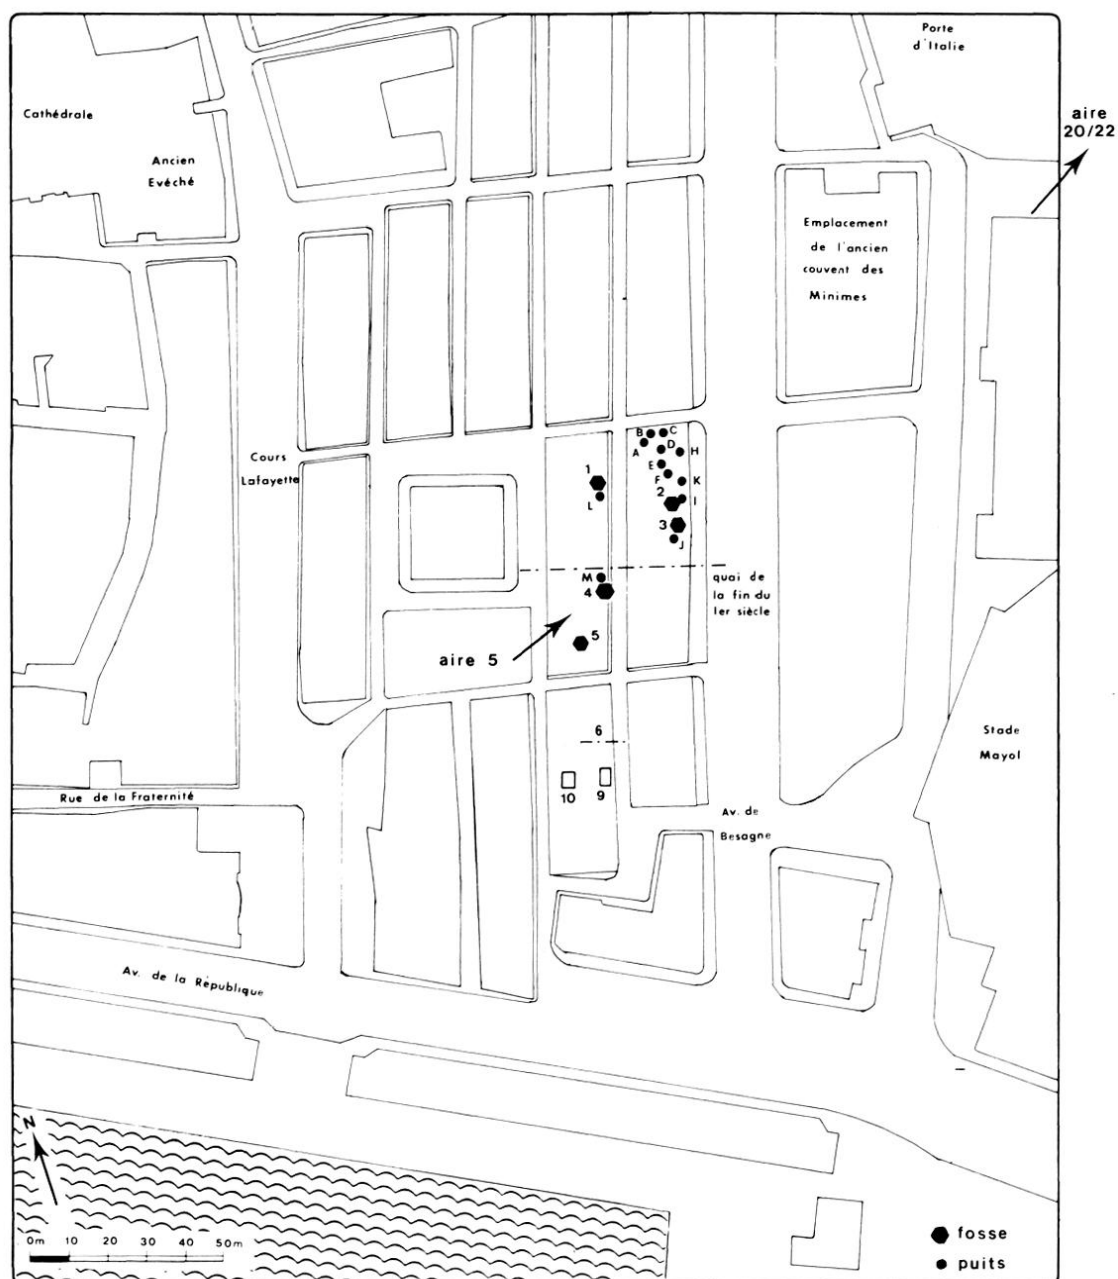 Porte
d'Italie
Cathédrale
aire
20/22
Ancien
Evéché
Emplacement
de l'ancien
couvent des
Minimes
B
C
A
D
H
E
F
K
2
I
3
J
Cours
Lafayette
1
L
M
4
quai de
la fin du
Ier siècle
5
aire 5
6
10
9
Stade
Mayol
Rue de la Fraternité
Av. de
Besagne
Av. de la République
N
0m 10 20 30 40 50m
fosse
puits